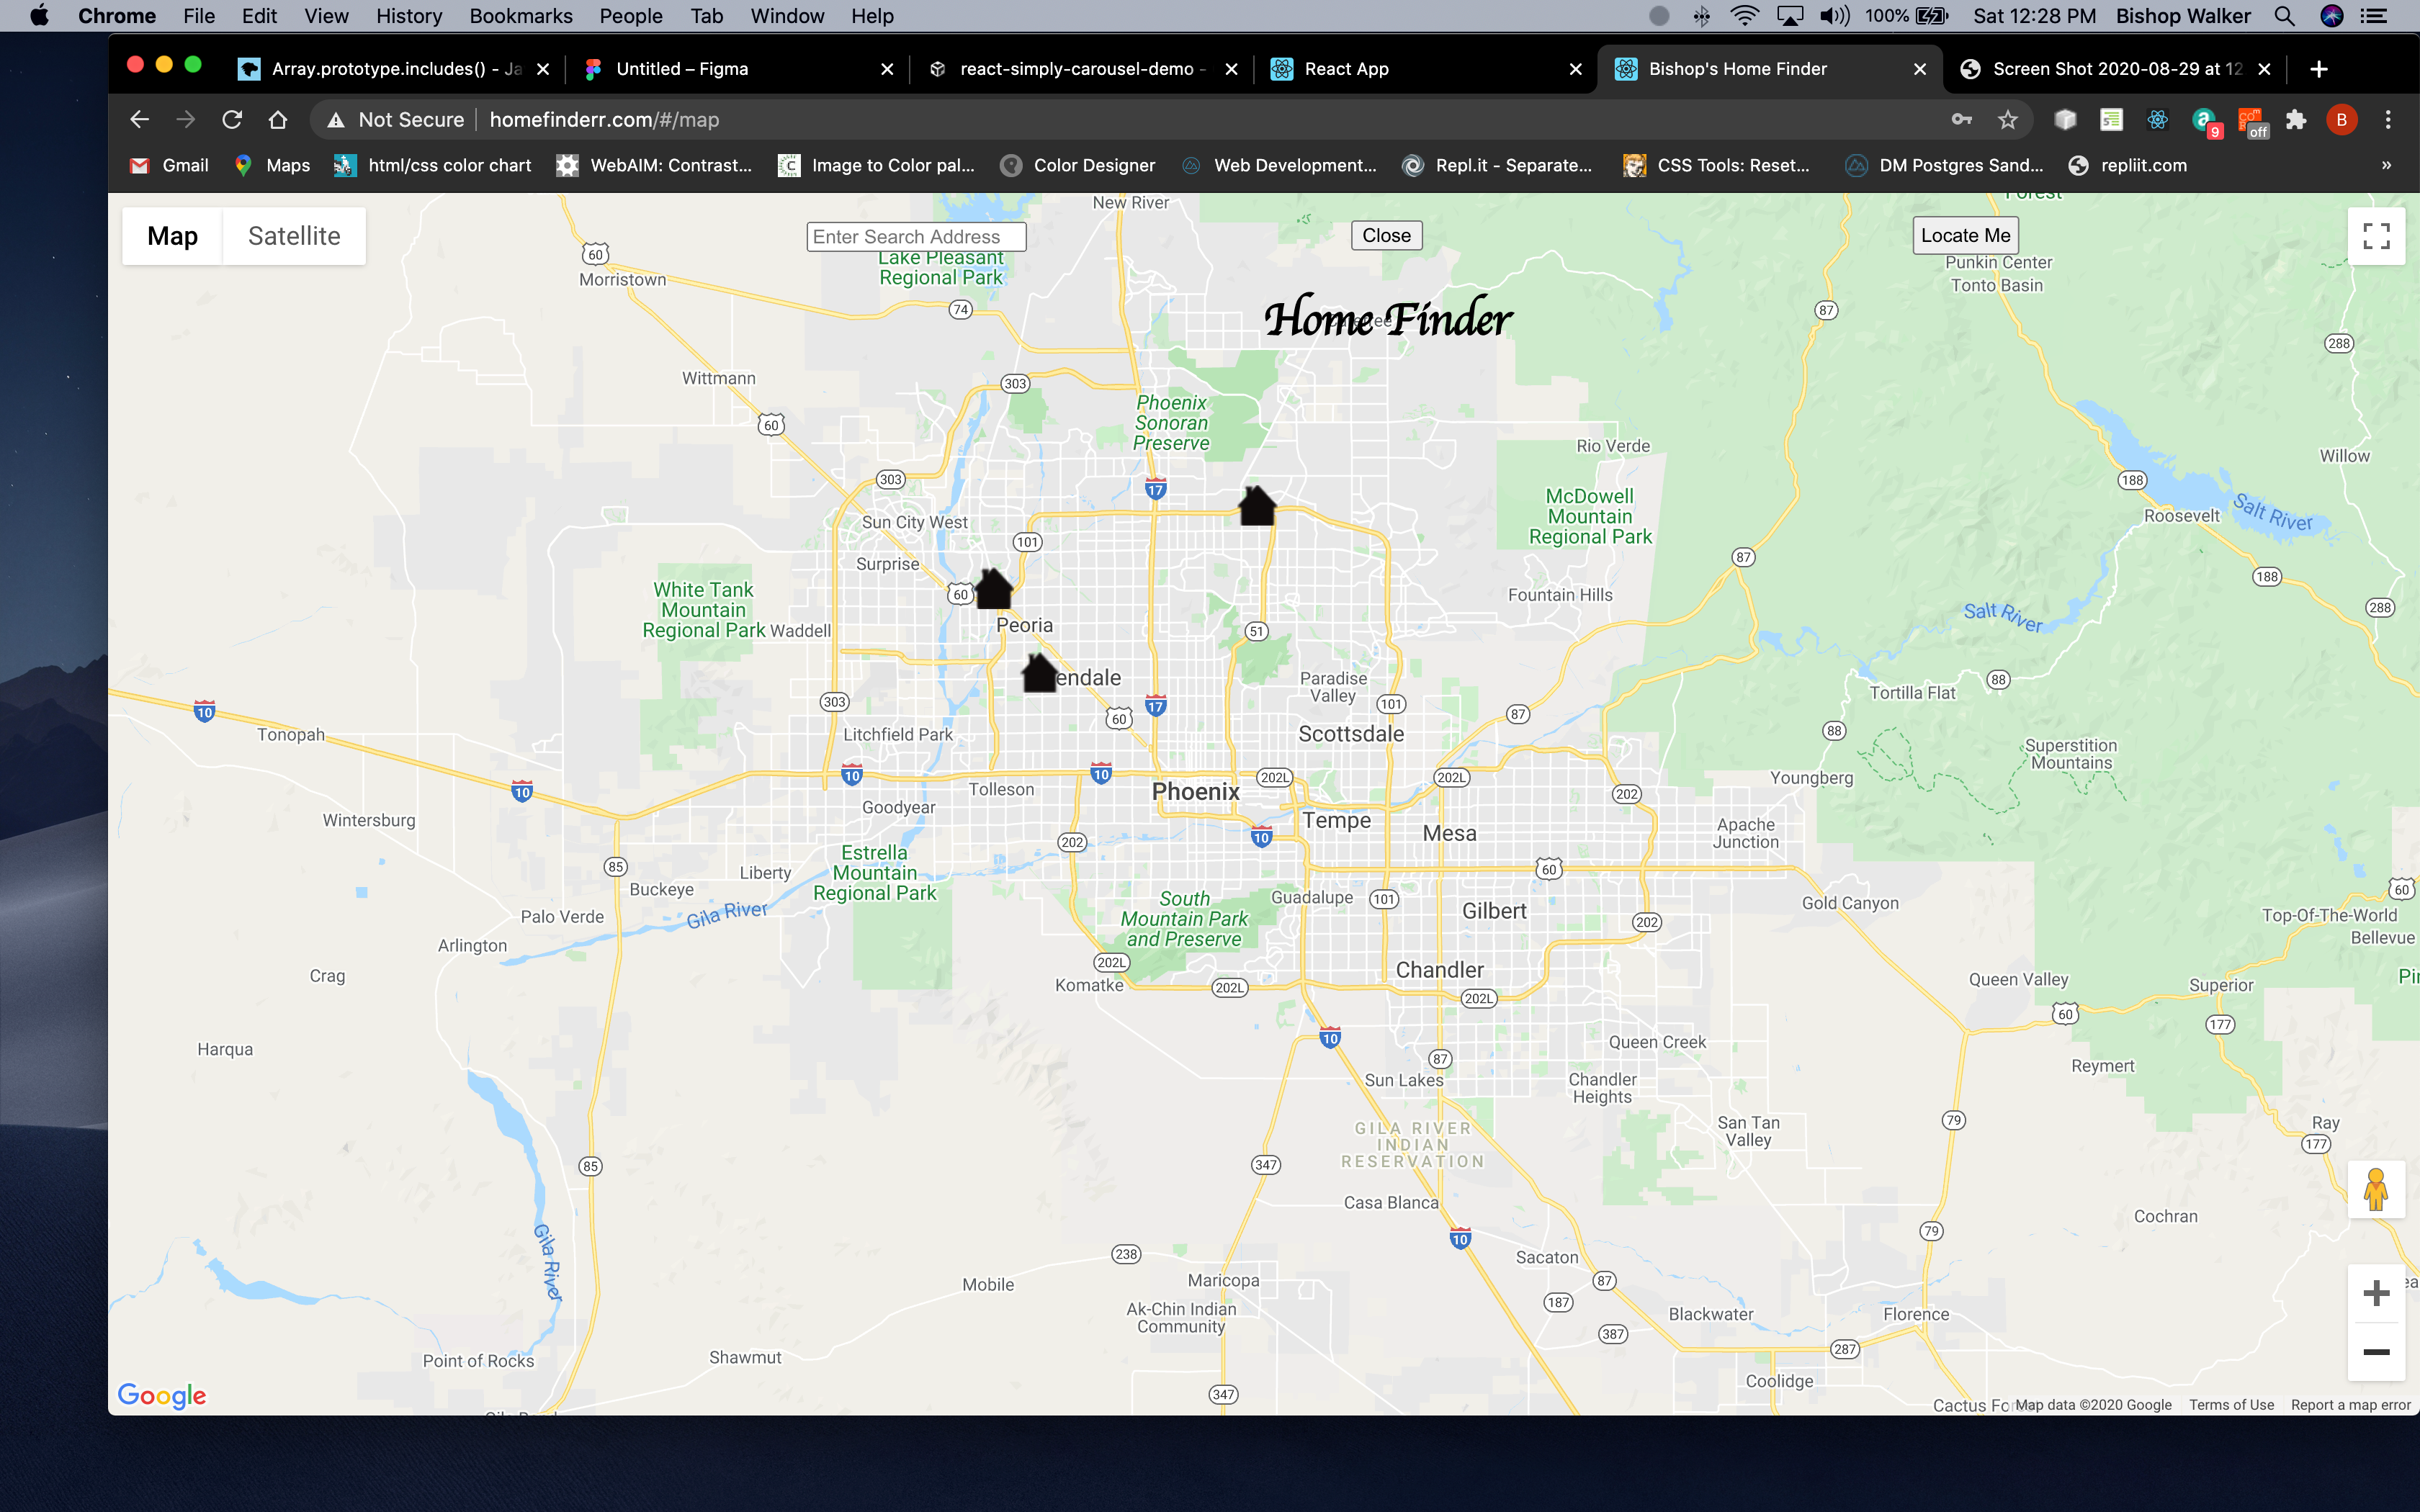 Chrome File Edit View History Bookmarks People Tab Window Help 100% Sat 12:28 PM Bishop Walker
Array.prototype.includes() - Ja Untitled – Figma react-simply-carousel-demo - React App Bishop's Home Finder Screen Shot 2020-08-29 at 12
Not Secure homefinderr.com/#/map 9 off B
Gmail Maps html/css color chart WebAIM: Contrast... C Image to Color pal... Color Designer Web Development... Repl.it - Separate... CSS Tools: Reset... DM Postgres Sand... repliit.com »
New River
Forest
Map Satellite Enter Search Address Close Locate Me
60
Morristown
Lake Pleasant
Regional Park
Punkin Center
Tonto Basin
74
87
Home Finder
288
Wittmann
303
Phoenix
Sonoran
Preserve
60
Rio Verde
Willow
303
17
188
McDowell
Mountain
Regional Park
Salt River
Roosevelt
Sun City West
101
Surprise
87
188
White Tank
Mountain
Regional Park
60
Fountain Hills
288
Salt River
Waddell
Peoria
51
endale
Paradise
Valley
88
Tortilla Flat
303
17
101
10
60
87
Tonopah
Litchfield Park
Scottsdale
88
Superstition
Mountains
10
10
202L
202L
Youngberg
10
Tolleson
Phoenix
202
Goodyear
Wintersburg
Tempe
Mesa
10
Apache
Junction
202
Estrella
Mountain
Regional Park
85
Liberty
60
Buckeye
60
South
Mountain Park
and Preserve
Guadalupe
101
Gold Canyon
Gila River
Palo Verde
Gilbert
202
Top-Of-The-World
Bellevue
Arlington
Crag
202L
Chandler
Queen Valley
Pi
Komatke
202L
202L
Superior
60
177
10
Harqua
Queen Creek
87
Reymert
Sun Lakes
Chandler
Heights
79
San Tan
Valley
Ray
GILA RIVER
INDIAN
RESERVATION
177
347
85
Casa Blanca
Cochran
79
10
Gila River
238
Sacaton
Mobile
Maricopa
87
ea
187
Ak-Chin Indian
Community
Blackwater
Florence
387
287
Point of Rocks
Shawmut
Coolidge
347
Google
Cactus Fo
Map data ©2020 Google Terms of Use Report a map error